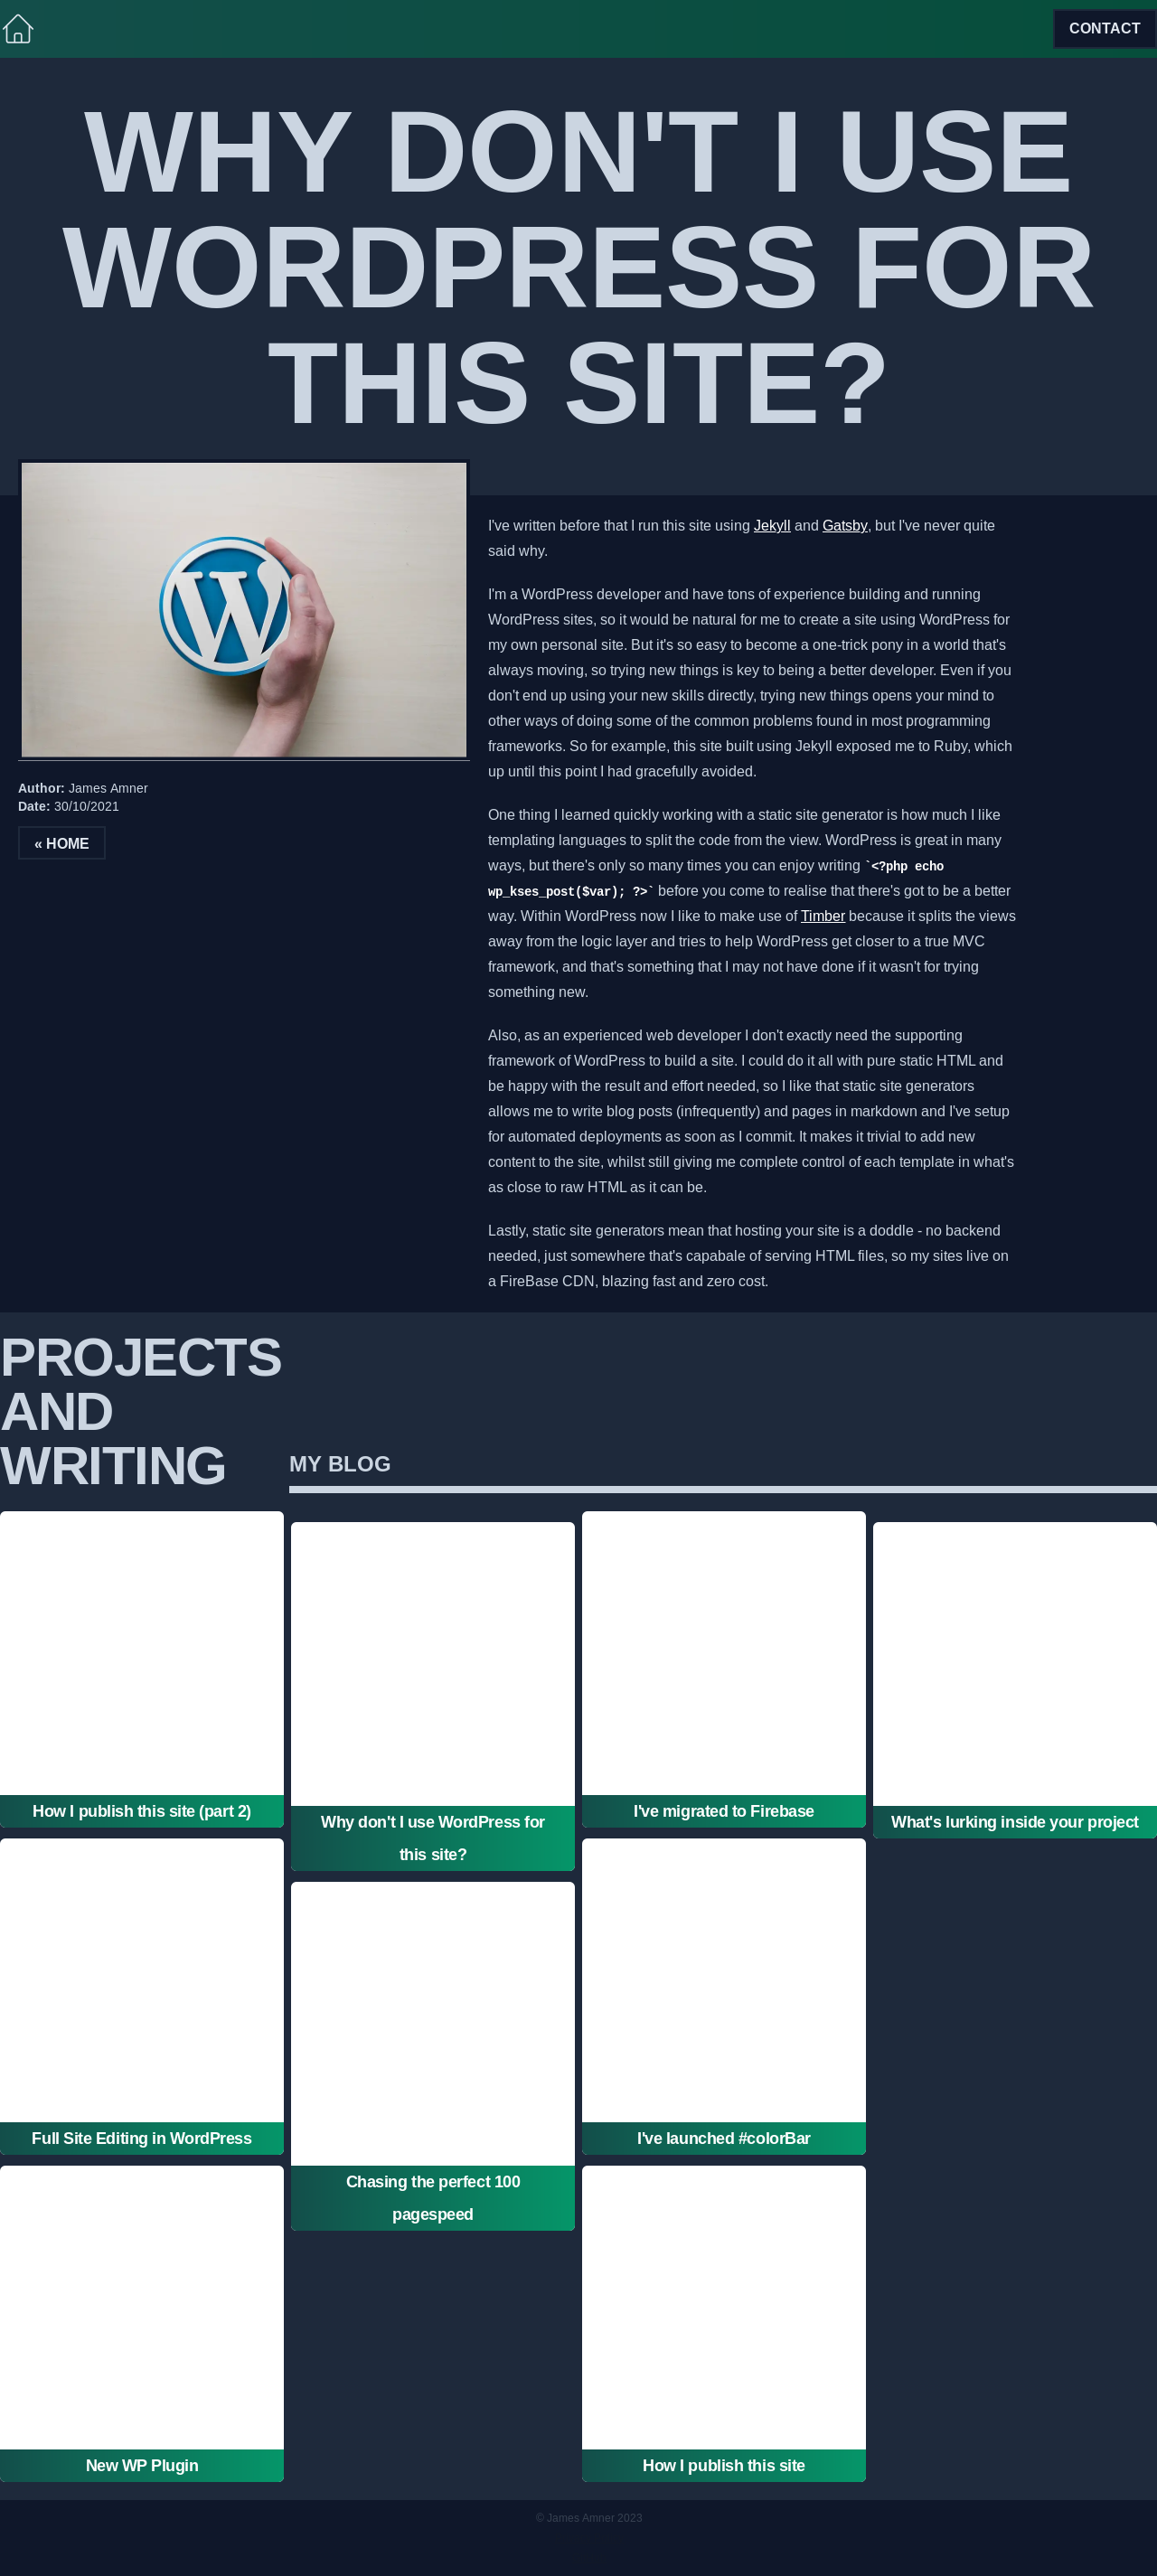 CONTACT
WHY DON'T I USE
WORDPRESS FOR
THIS SITE?
W
Author: James Amner
Date: 30/10/2021
« HOME
I've written before that I run this site using Jekyll and Gatsby, but I've never quite
said why.
I'm a WordPress developer and have tons of experience building and running
WordPress sites, so it would be natural for me to create a site using WordPress for
my own personal site. But it's so easy to become a one-trick pony in a world that's
always moving, so trying new things is key to being a better developer. Even if you
don't end up using your new skills directly, trying new things opens your mind to
other ways of doing some of the common problems found in most programming
frameworks. So for example, this site built using Jekyll exposed me to Ruby, which
up until this point I had gracefully avoided.
One thing I learned quickly working with a static site generator is how much I like
templating languages to split the code from the view. WordPress is great in many
ways, but there's only so many times you can enjoy writing `<?php echo
wp_kses_post($var); ?>` before you come to realise that there's got to be a better
way. Within WordPress now I like to make use of Timber because it splits the views
away from the logic layer and tries to help WordPress get closer to a true MVC
framework, and that's something that I may not have done if it wasn't for trying
something new.
Also, as an experienced web developer I don't exactly need the supporting
framework of WordPress to build a site. I could do it all with pure static HTML and
be happy with the result and effort needed, so I like that static site generators
allows me to write blog posts (infrequently) and pages in markdown and I've setup
for automated deployments as soon as I commit. It makes it trivial to add new
content to the site, whilst still giving me complete control of each template in what's
as close to raw HTML as it can be.
Lastly, static site generators mean that hosting your site is a doddle - no backend
needed, just somewhere that's capabale of serving HTML files, so my sites live on
a FireBase CDN, blazing fast and zero cost.
PROJECTS
AND
WRITING
MY BLOG
How I publish this site (part 2)
Why don't I use WordPress for
this site?
I've migrated to Firebase
What's lurking inside your project
Full Site Editing in WordPress
Chasing the perfect 100
pagespeed
I've launched #colorBar
New WP Plugin
How I publish this site
© James Amner 2023